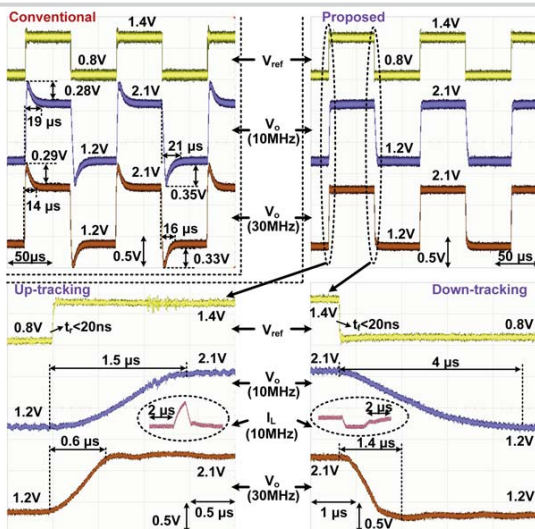 Conventional
Proposed
1.4V
1.4V
Vref
0.8V
0.8V
0.28V
2.1V
2.1V
19 μs
Vo
(10MHz)
21 μs
1.2V
1.2V
0.29V
2.1V
2.1V
0.35V
14 μs
16 μs
Vo
(30MHz)
1.2V
1.2V
50μs
0.5V
0.33V
0.5V
50 μs
Up-tracking
Down-tracking
0.8V
tr<20ns
1.4V
Vref
1.4V
tf<20ns
0.8V
1.5 μs
2.1V
Vo
(10MHz)
2.1V
4 μs
1.2V
2 μs
IL
(10MHz)
2 μs
1.2V
0.6 μs
2.1V
2.1V
1.4 μs
1.2V
Vo
(30MHz)
1.2V
0.5V
0.5 μs
1 μs
0.5V